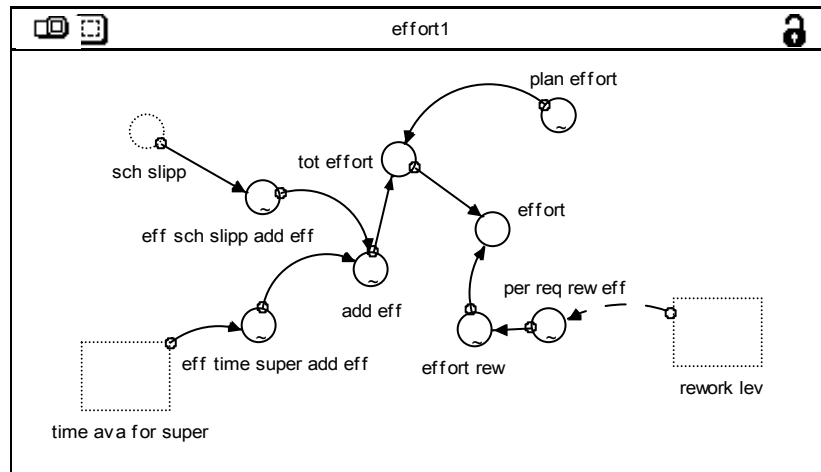 effort1
plan effort
tot effort
sch slipp
effort
eff sch slipp add eff
per req rew eff
add eff
eff time super add eff
effort rew
rework lev
time ava for super